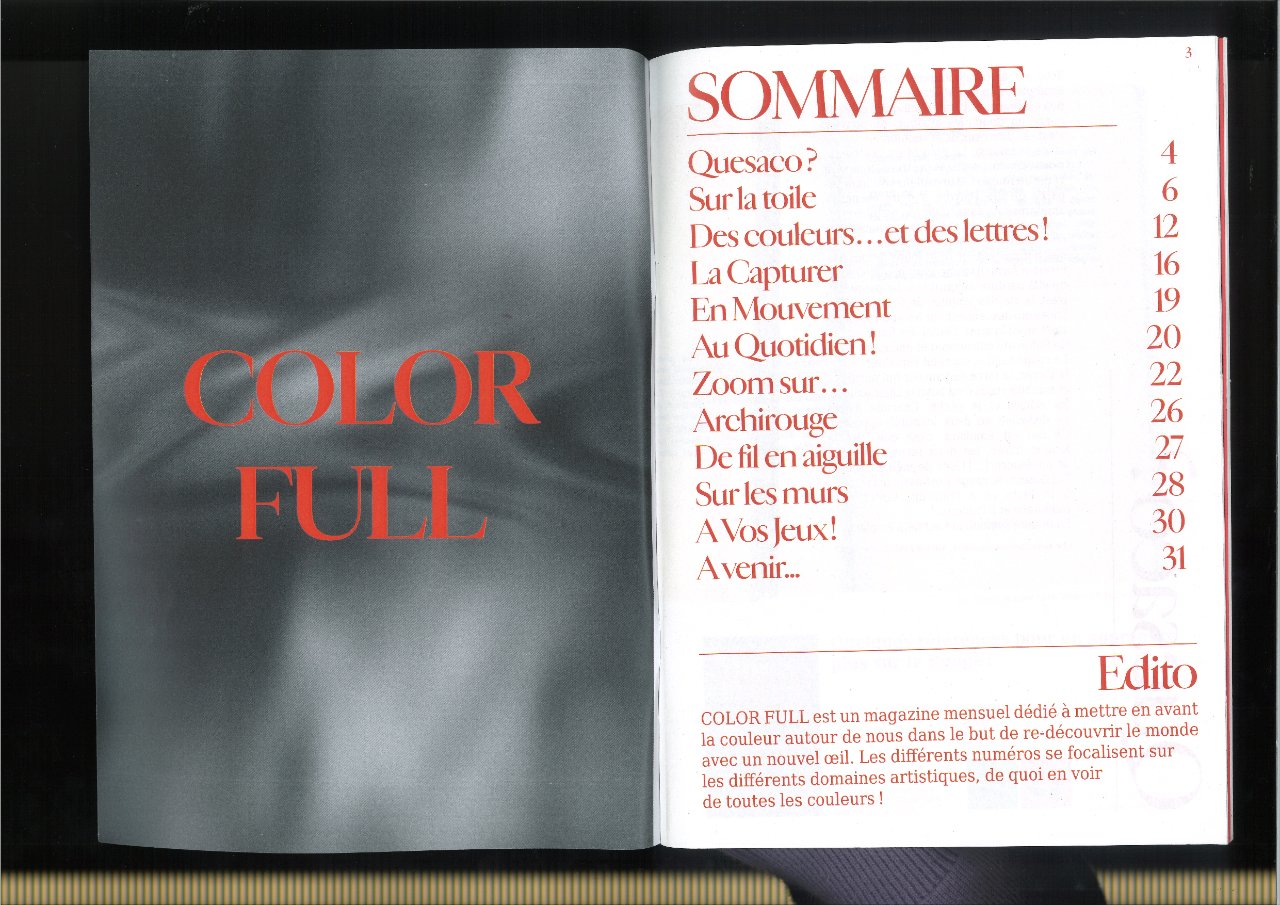 COLOR
FULL
3
SOMMAIRE
Quesaco ? 4
Sur la toile 6
Des couleurs...et des lettres ! 12
La Capturer 16
En Mouvement 19
Au Quotidien ! 20
Zoom sur... 22
Archirouge 26
De fil en aiguille 27
Sur les murs 28
A Vos Jeux! 30
A venir... 31
Edito
COLOR FULL est un magazine mensuel dédié à mettre en avant
la couleur autour de nous dans le but de re-découvrir le monde
avec un nouvel œil. Les différents numéros se focalisent sur
les différents domaines artistiques, de quoi en voir
de toutes les couleurs !